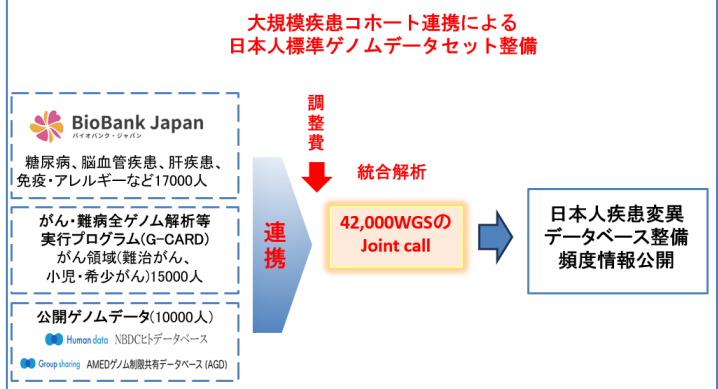 大規模疾患コホート連携による
日本人標準ゲノムデータセット整備
BioBank Japan
バイオバンク・ジャパン
糖尿病、脳血管疾患、肝疾患、
免疫・アレルギーなど17000人
がん・難病全ゲノム解析等
実行プログラム(G-CARD)
がん領域(難治がん、
小児・希少がん)15000人
公開ゲノムデータ(10000人)
Human data NBDCヒトデータベース
Group sharing AMEDゲノム制限共有データベース (AGD)
連携
調整費
統合解析
42,000WGSの
Joint call
日本人疾患変異
データベース整備
頻度情報公開